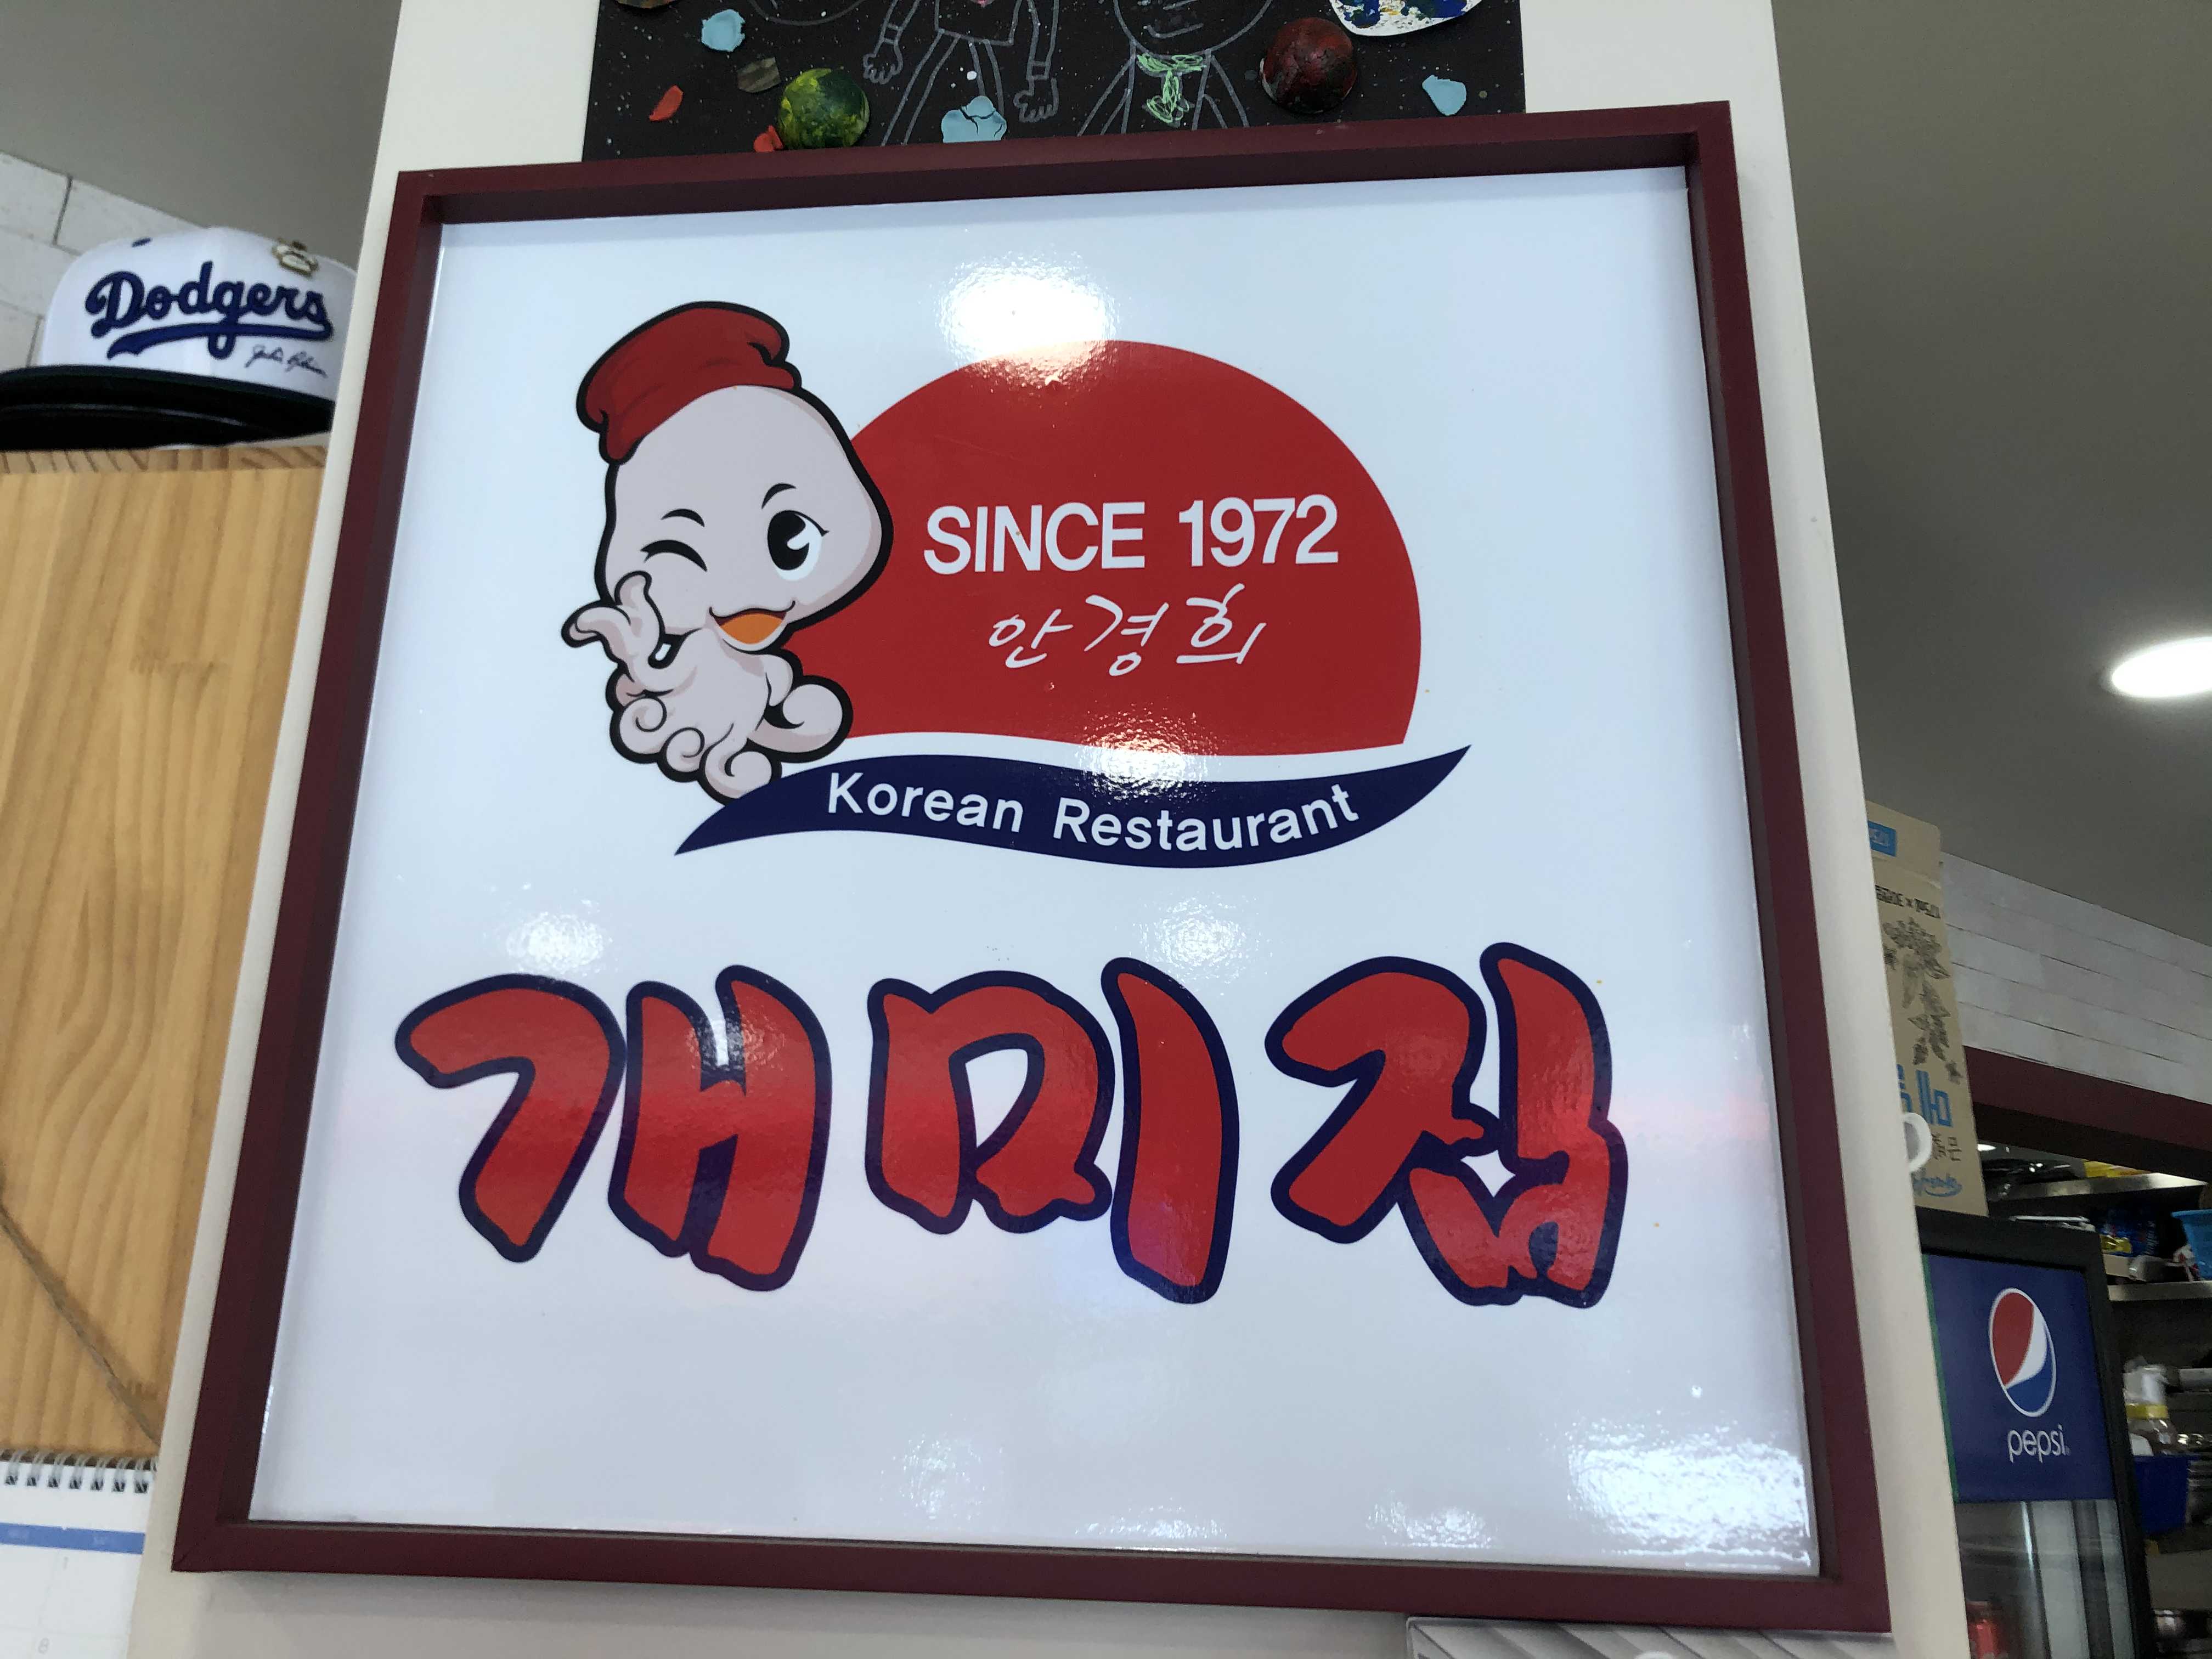 Dodgers
SINCE 1972
안경희
Korean Restaurant
개미집
pepsi